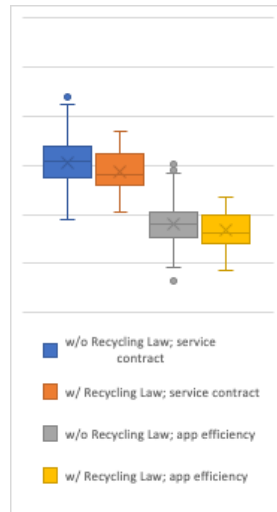 w/o Recycling Law; service
contract
w/ Recycling Law; service contract
w/o Recycling Law; app efficiency
w/ Recycling Law; app efficiency